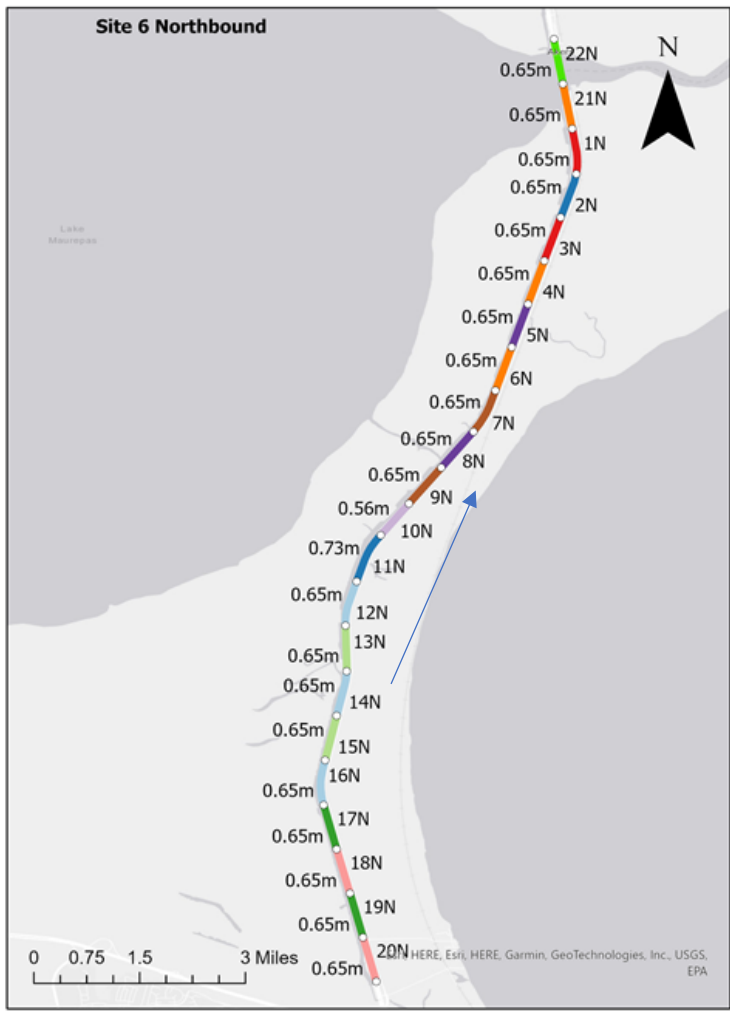 Site 6 Northbound
N
22N
0.65m
21N
0.65m
1N
0.65m
0.65m
2N
0.65m
3N
0.65m
4N
0.65m
5N
0.65m
6N
0.65m
7N
0.65m
8N
0.65m
9N
0.56m
10N
0.73m
11N
0.65m
12N
13N
0.65m
0.65m
14N
0.65m
15N
16N
0.65m
17N
0.65m
18N
0.65m
19N
0.65m
20N
0.65m
Lake
Maurepas
0 0.75 1.5 3 Miles
Esri, HERE, Esri, HERE, Garmin, GeoTechnologies, Inc., USGS,
EPA